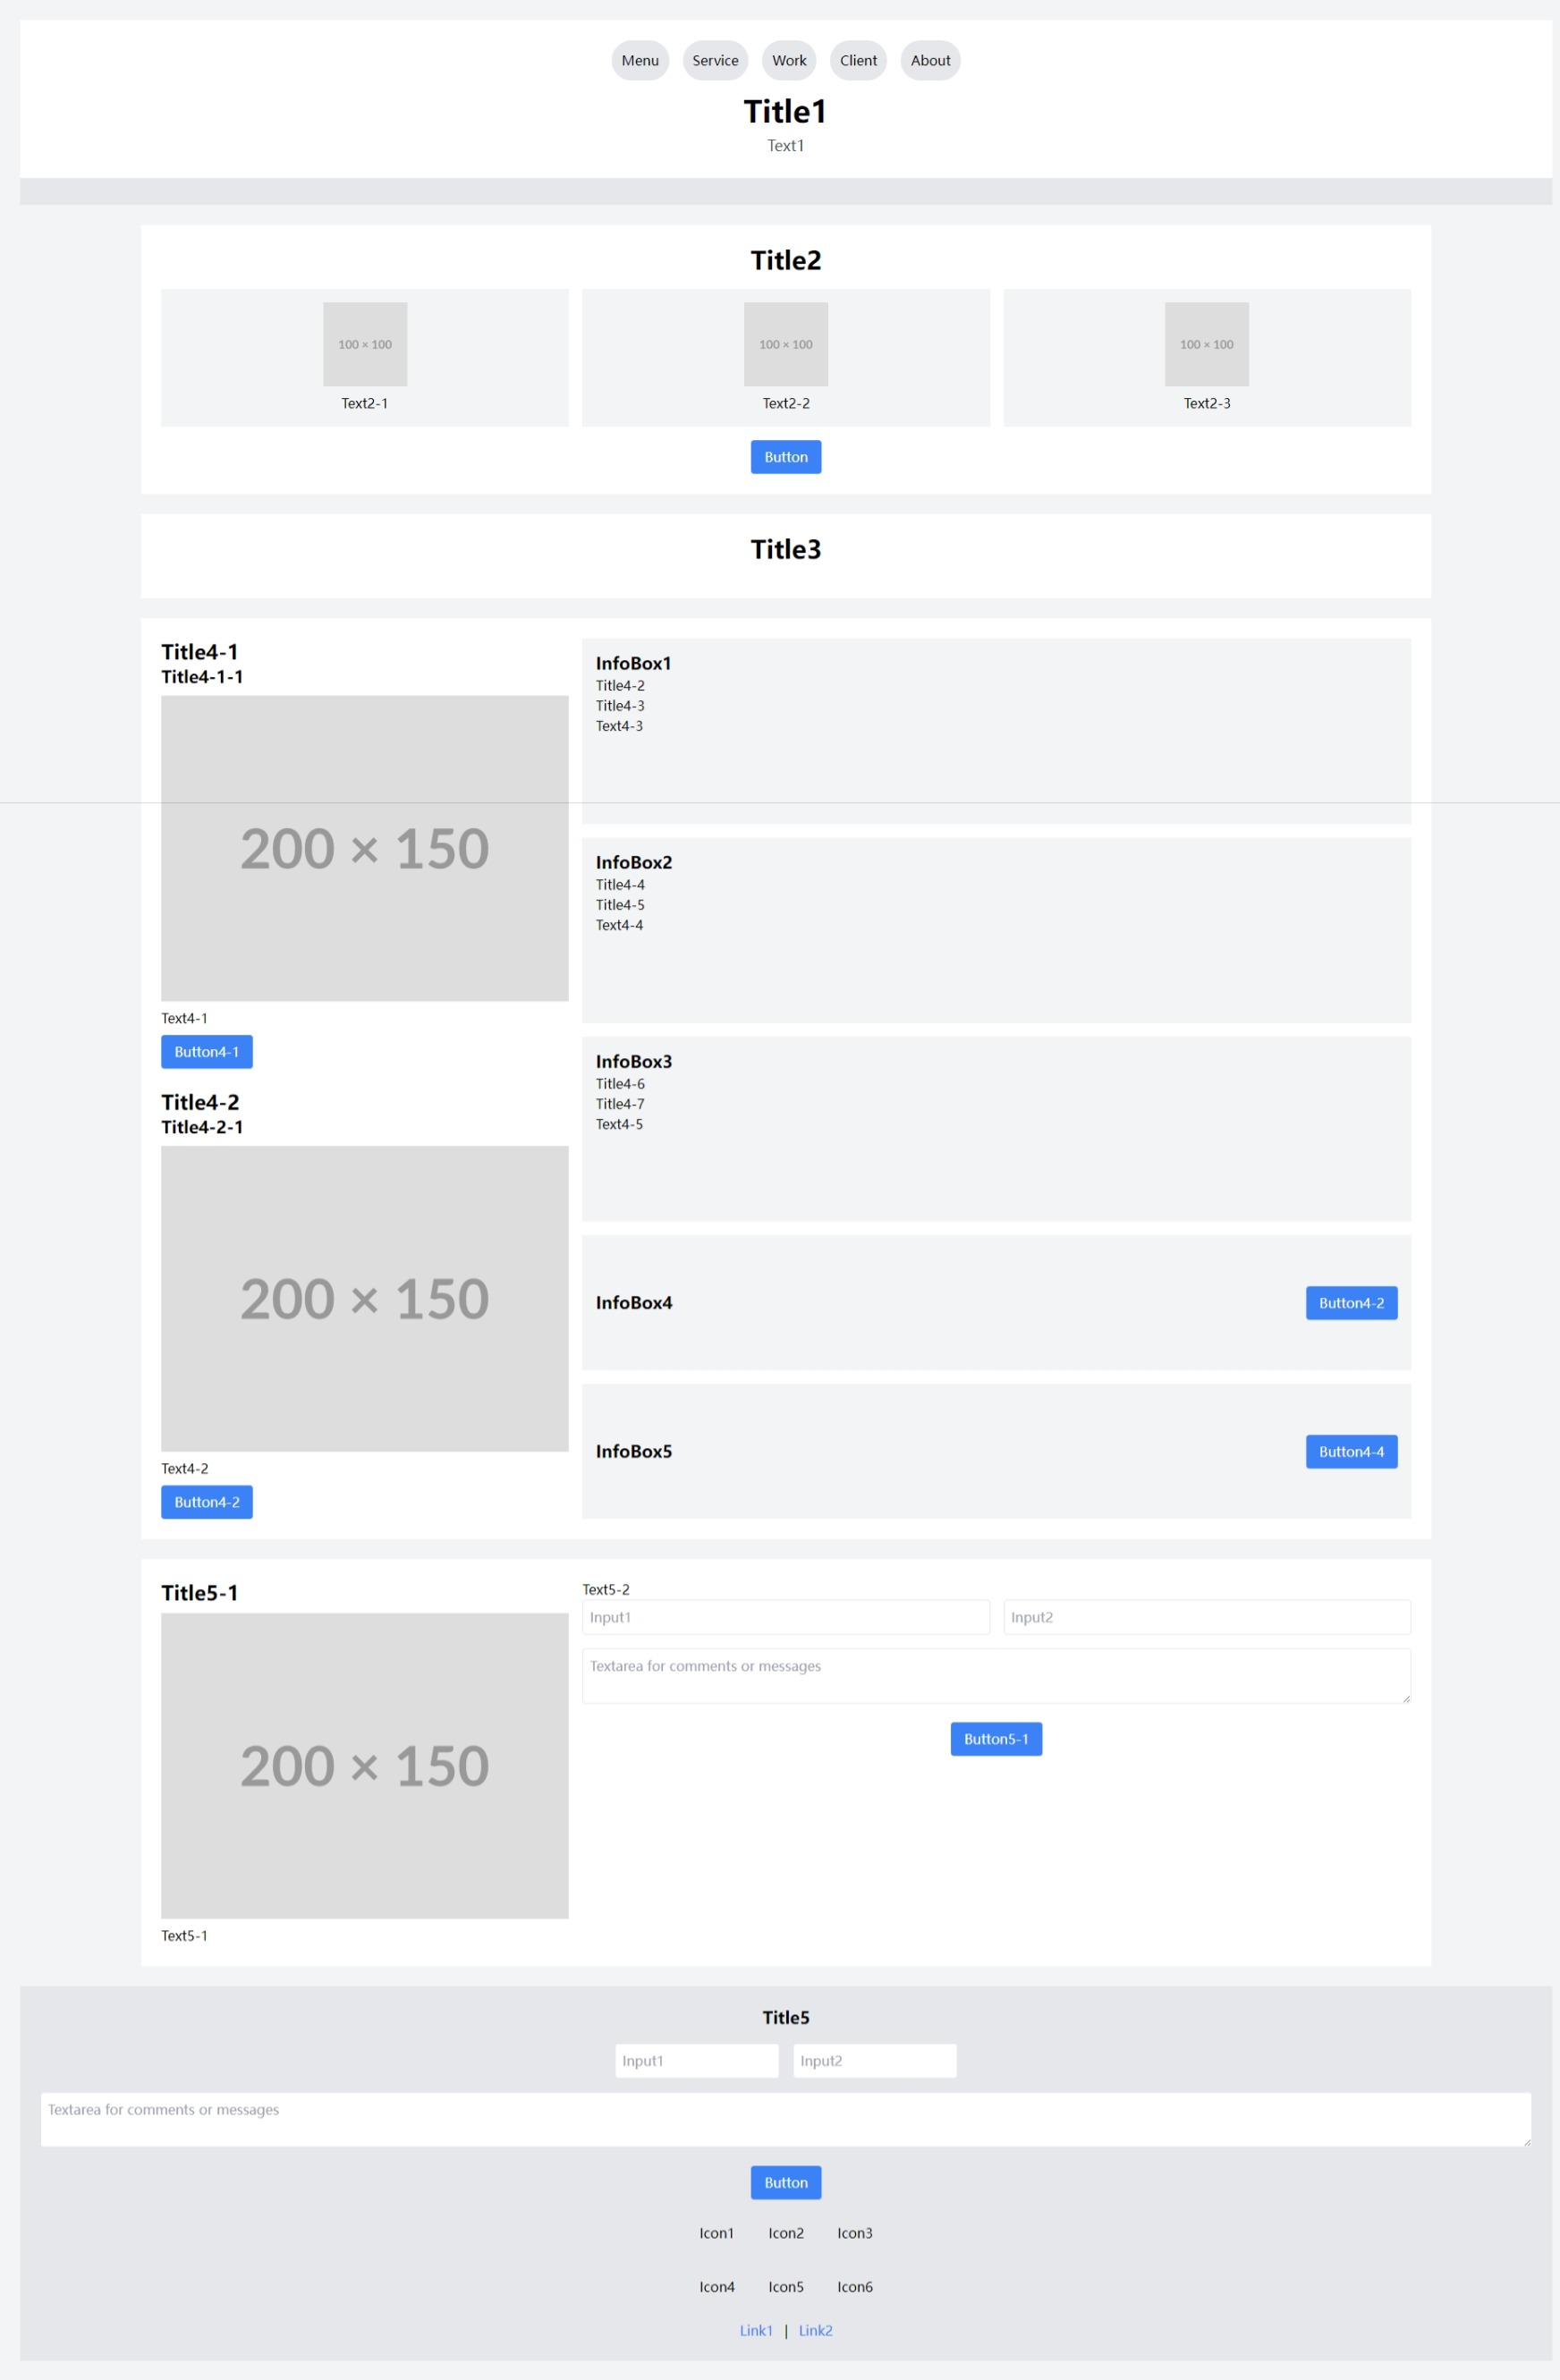 Menu Service Work Client About
Title1
Text1
Title2
100 × 100 100 × 100 100 × 100
Text2-1 Text2-2 Text2-3
Button
Title3
Title4-1
Title4-1-1
200 × 150
Text4-1
Button4-1
Title4-2
Title4-2-1
200 × 150
Text4-2
Button4-2
InfoBox1
Title4-2
Title4-3
Text4-3
InfoBox2
Title4-4
Title4-5
Text4-4
InfoBox3
Title4-6
Title4-7
Text4-5
InfoBox4 Button4-2
InfoBox5 Button4-4
Title5-1
200 × 150
Text5-1
Text5-2
Input1 Input2
Textarea for comments or messages
Button5-1
Title5
Input1 Input2
Textarea for comments or messages
Button
Icon1 Icon2 Icon3
Icon4 Icon5 Icon6
Link1 | Link2